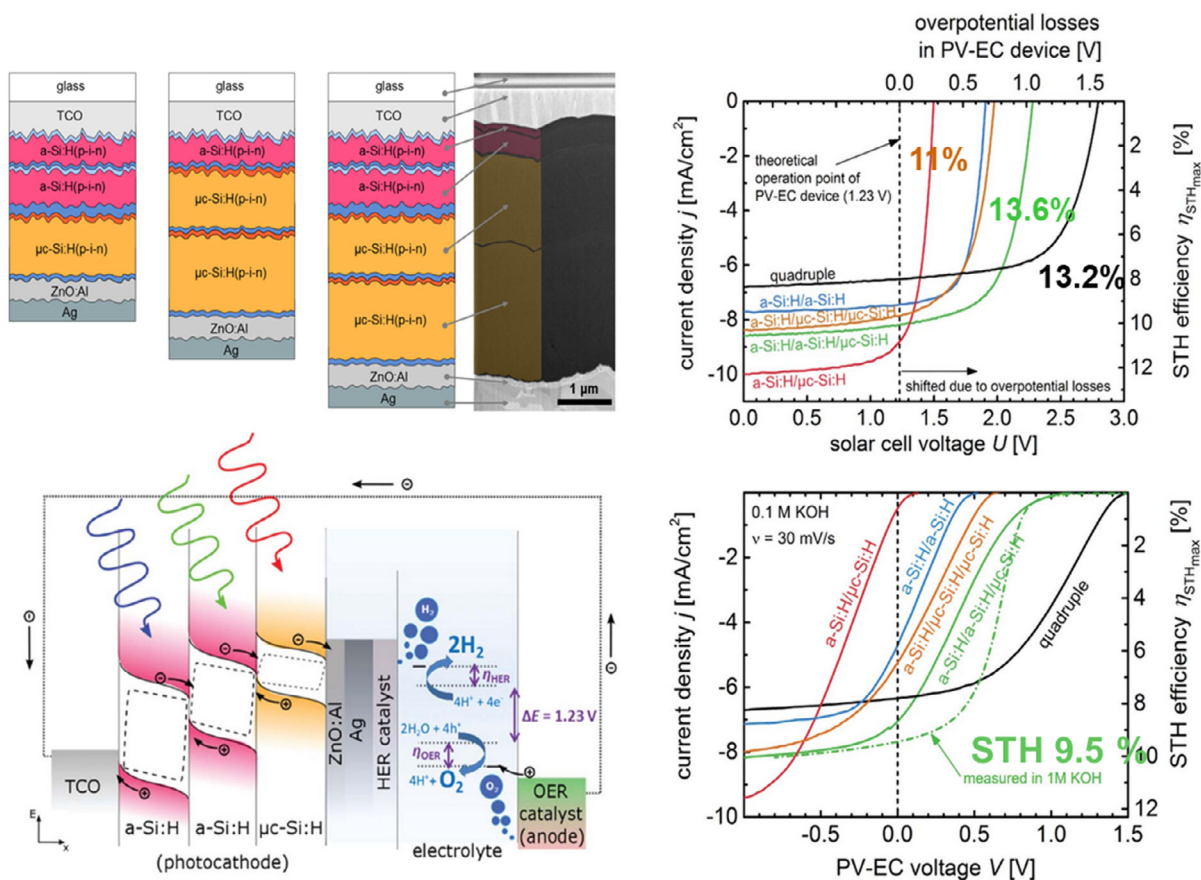 glass
TCO
a-Si:H(p-i-n)
a-Si:H(p-i-n)
µc-Si:H(p-i-n)
ZnO:Al
Ag
glass
TCO
a-Si:H(p-i-n)
µc-Si:H(p-i-n)
µc-Si:H(p-i-n)
ZnO:Al
Ag
glass
TCO
a-Si:H(p-i-n)
a-Si:H(p-i-n)
µc-Si:H(p-i-n)
µc-Si:H(p-i-n)
ZnO:Al
Ag
1 µm
overpotential losses
in PV-EC device [V]
0.0 0.5 1.0 1.5
0
-2
-4
-6
-8
-10
current density j [mA/cm²]
theoretical
operation point of
PV-EC device (1.23 V)
11%
13.6%
13.2%
quadruple
a-Si:H/a-Si:H
a-Si:H/µc-Si:H/µc-Si:H
a-Si:H/a-Si:H/µc-Si:H
a-Si:H/µc-Si:H
shifted due to overpotential losses
2
4
6
8
10
12
STH efficiency ηSTHmax [%]
0.0 0.5 1.0 1.5 2.0 2.5 3.0
solar cell voltage U [V]
E
x
TCO
a-Si:H
a-Si:H
µc-Si:H
(photocathode)
ZnO:Al
Ag
HER catalyst
H₂
2H₂
ηHER
4H⁺ + 4e⁻
ΔE = 1.23 V
2H₂O + 4h⁺
ηOER
4H⁺+ O₂
O₂
electrolyte
OER
catalyst
(anode)
0.1 M KOH
ν = 30 mV/s
-2
-4
-6
-8
-10
current density j [mA/cm²]
a-Si:H/µc-Si:H
a-Si:H/a-Si:H
a-Si:H/µc-Si:H/µc-Si:H
a-Si:H/a-Si:H/µc-Si:H
quadruple
STH 9.5 %
measured in 1M KOH
0
2
4
6
8
10
12
STH efficiency ηSTHmax [%]
-0.5 0.0 0.5 1.0 1.5
PV-EC voltage V [V]